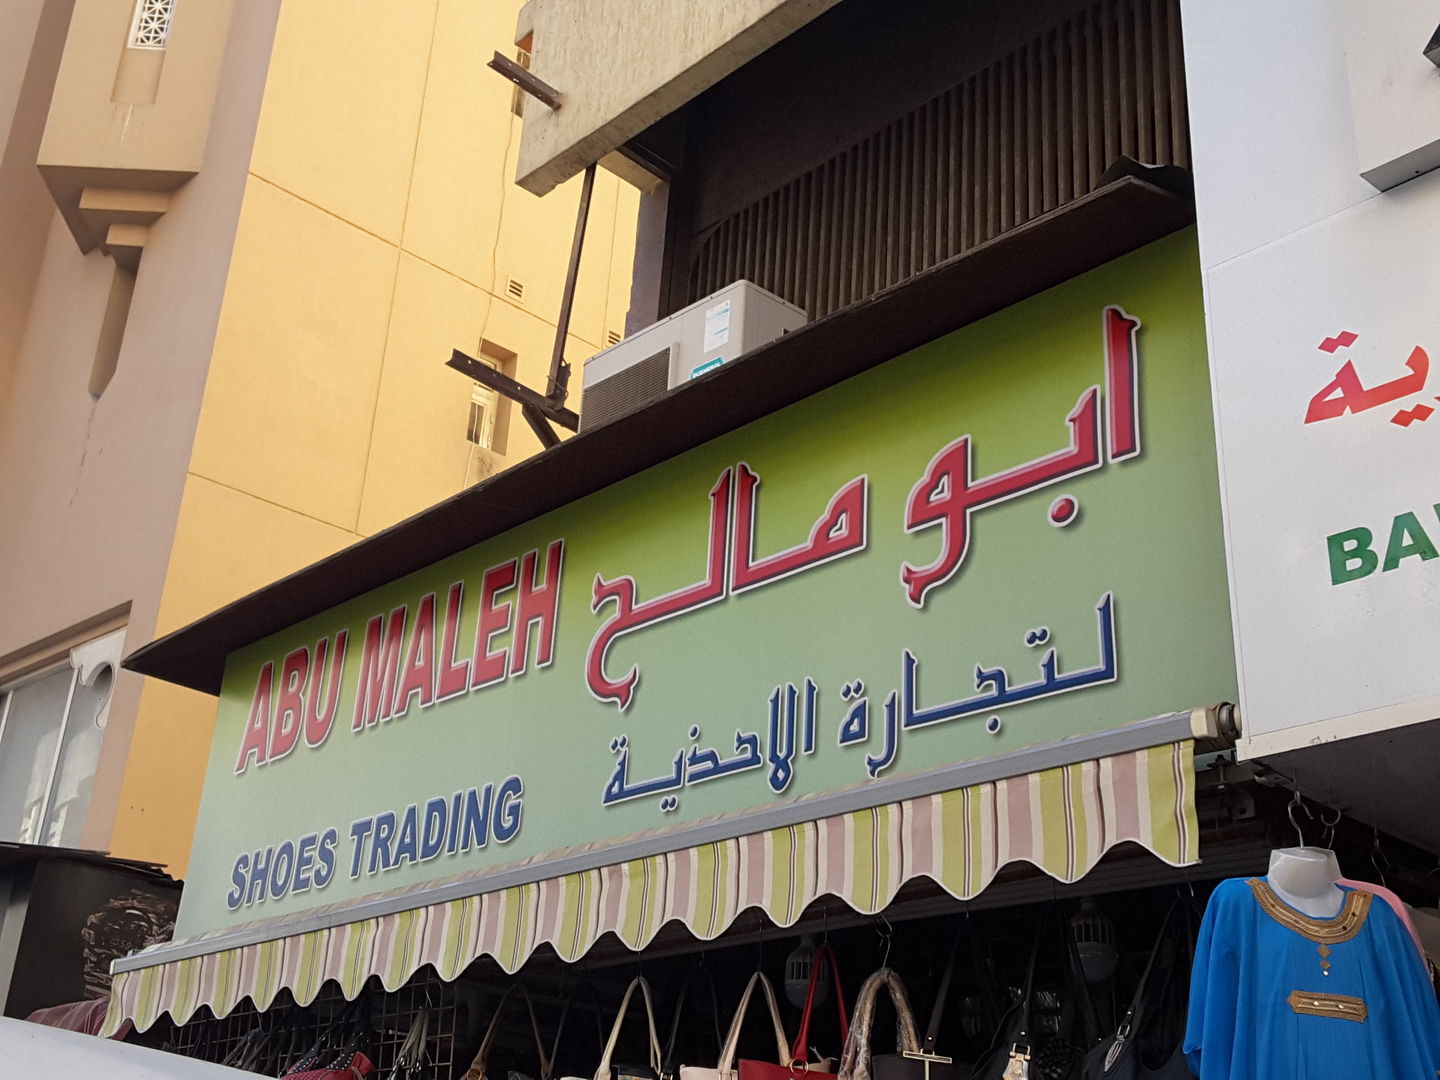 ابو مالح
ABU MALEH
لتجارة الاحذية
SHOES TRADING